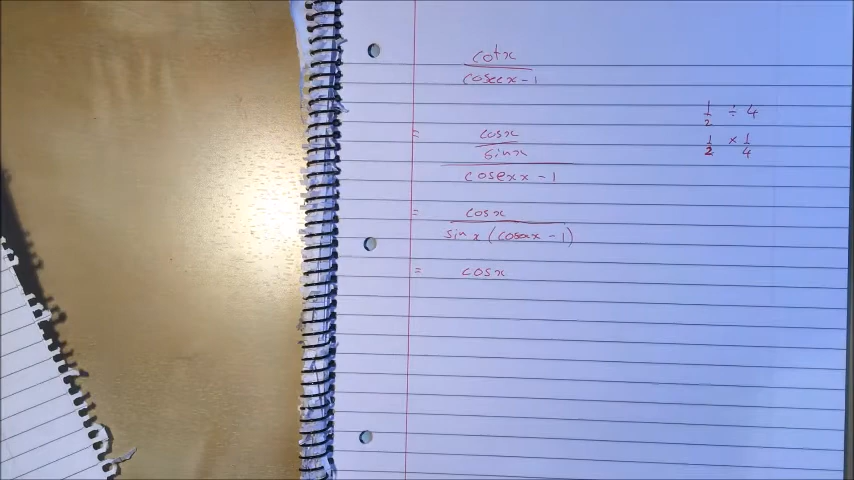 cotx
cosecx - 1
= cosx
sinx
cosecx - 1
= cosx
sinx (cosecx - 1)
= cosx
1/2 ÷ 4
1/2 × 1/4